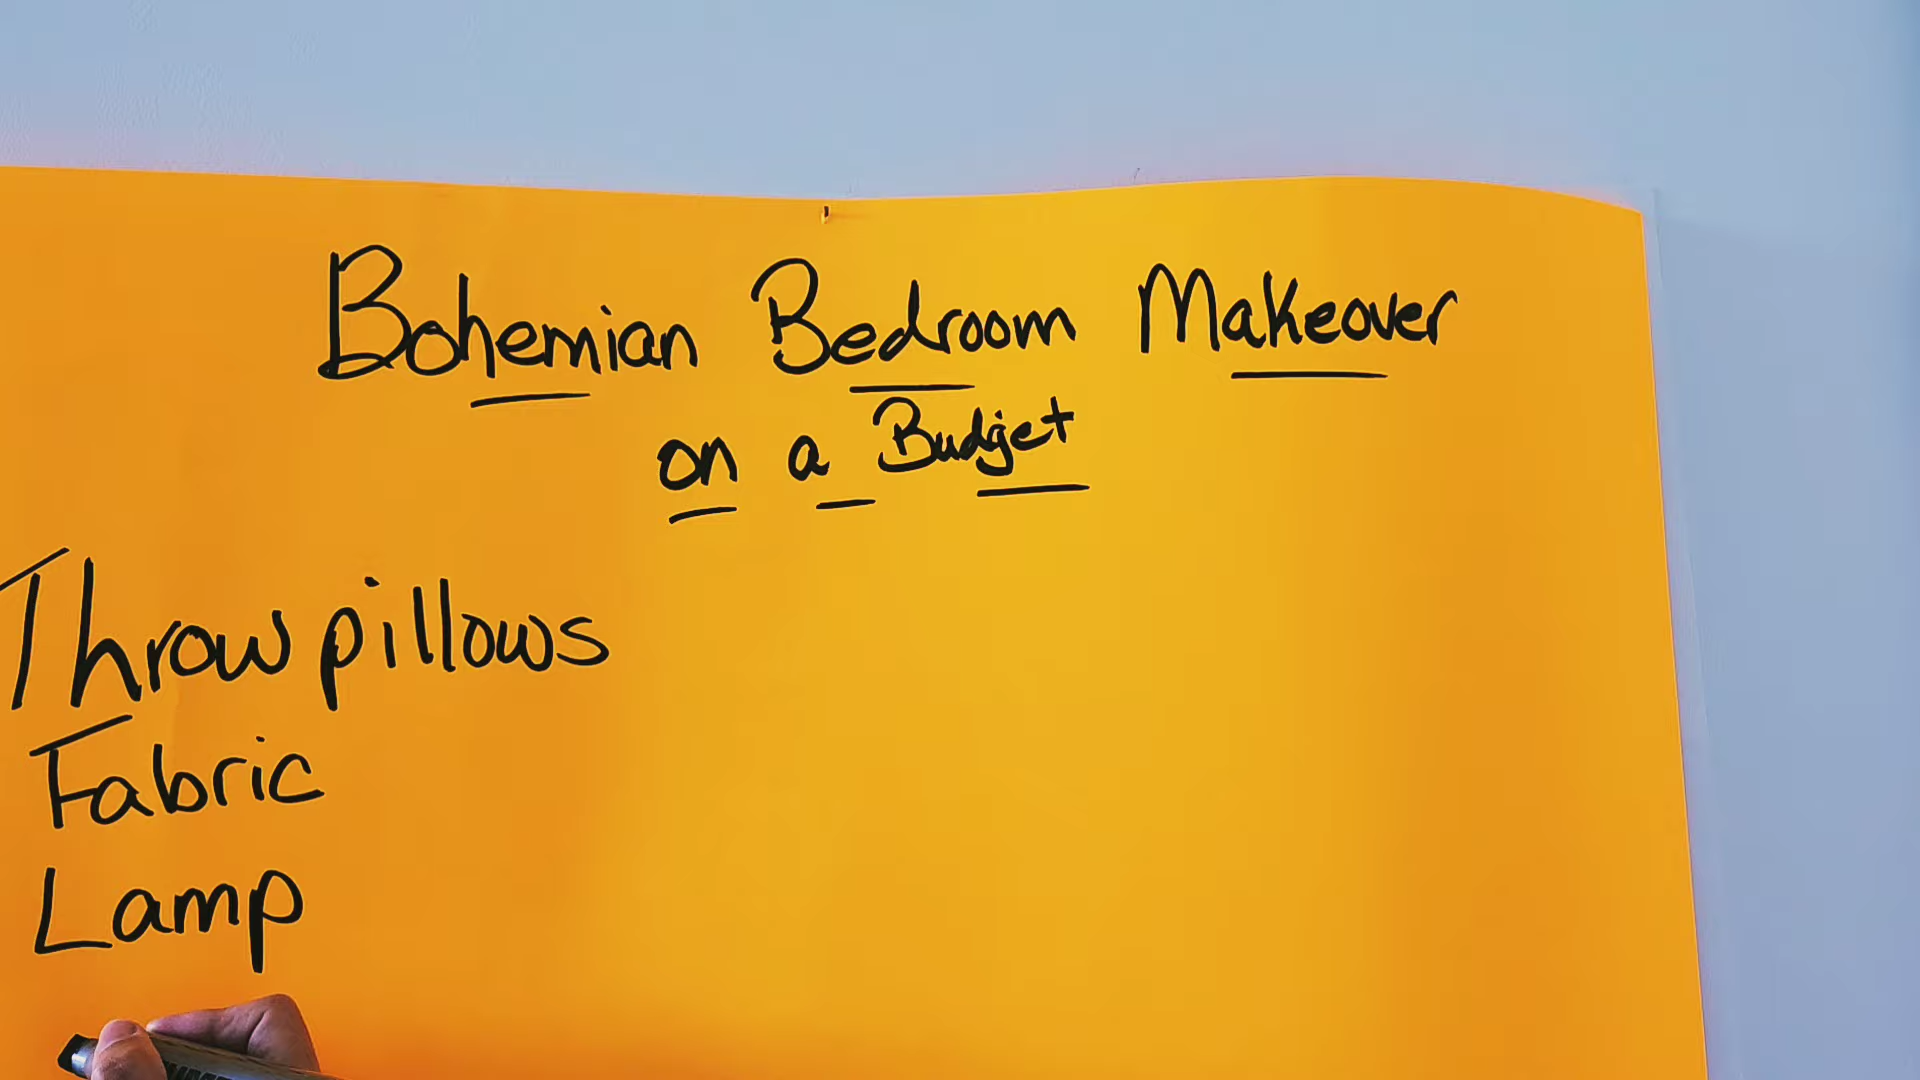 Bohemian Bedroom Makeover
on a Budget
Throw pillows
Fabric
Lamp